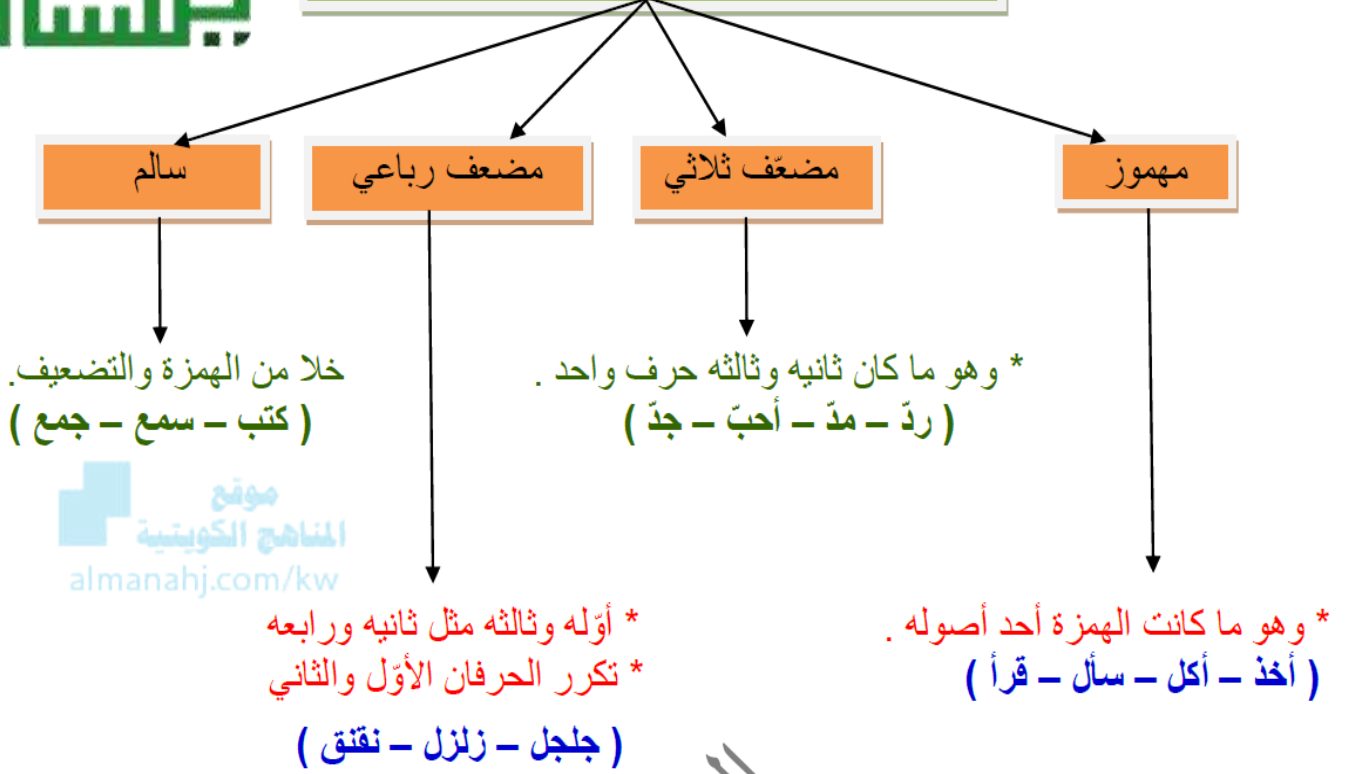 مهموز
مضعّف ثلاثي
مضعف رباعي
سالم
* وهو ما كان ثانيه وثالثه حرف واحد .
( ردّ – مدّ – أحبّ – جدّ )
خلا من الهمزة والتضعيف.
( كتب – سمع – جمع )
موقع
المناهج الكويتية
almanahj.com/kw
* وهو ما كانت الهمزة أحد أصوله .
( أخذ – أكل – سأل – قرأ )
* أوّله وثالثه مثل ثانيه ورابعه
* تكرر الحرفان الأوّل والثاني
( جلجل – زلزل – نقنق )